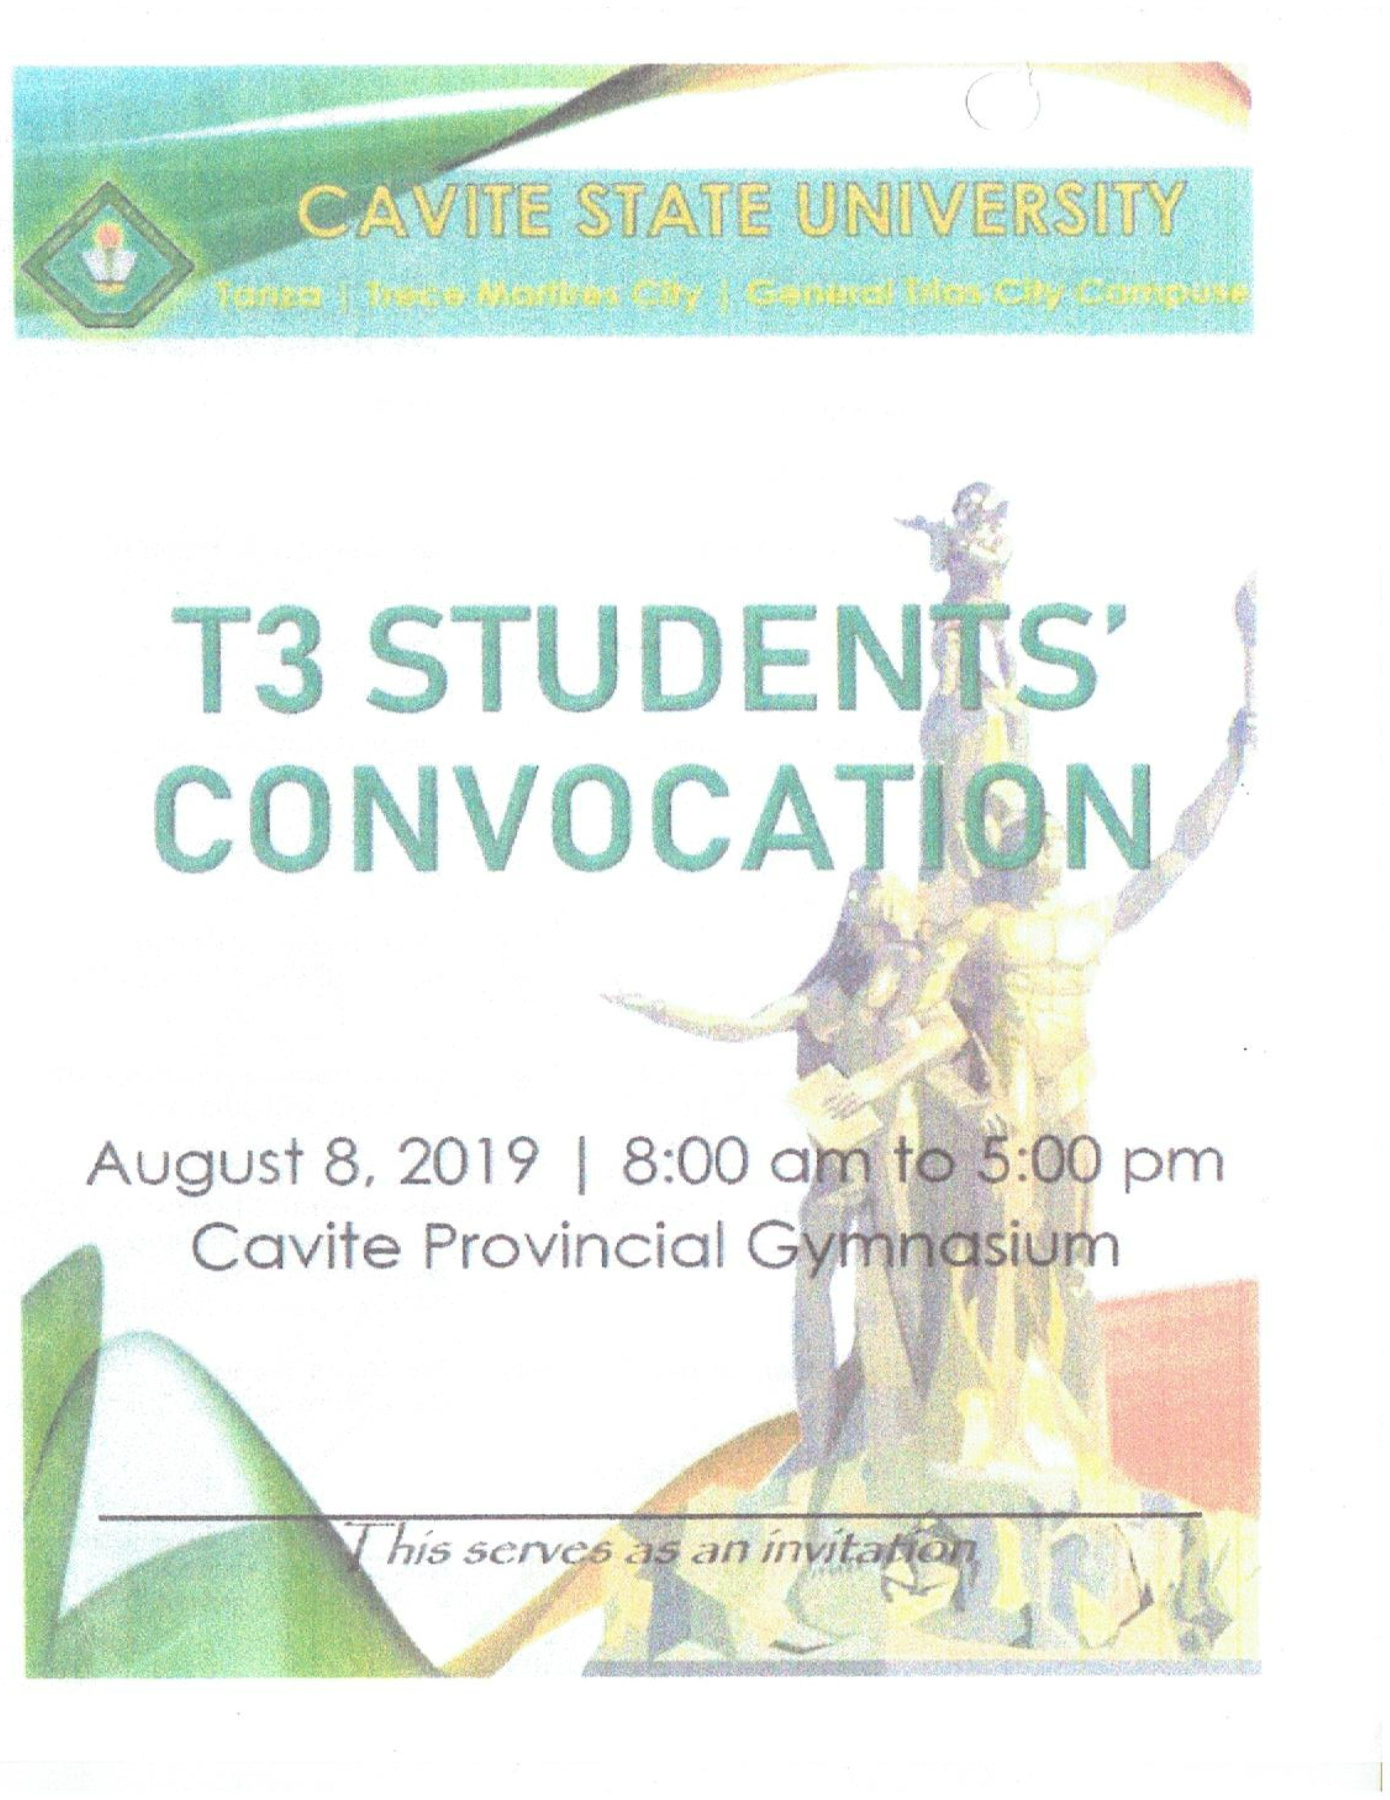 CAVITE STATE UNIVERSITY
Tanza | Trece Martires City | General Trias City Campuse
T3 STUDENTS'
CONVOCATION
August 8, 2019 | 8:00 am to 5:00 pm
Cavite Provincial Gymnasium
This serves as an invitation